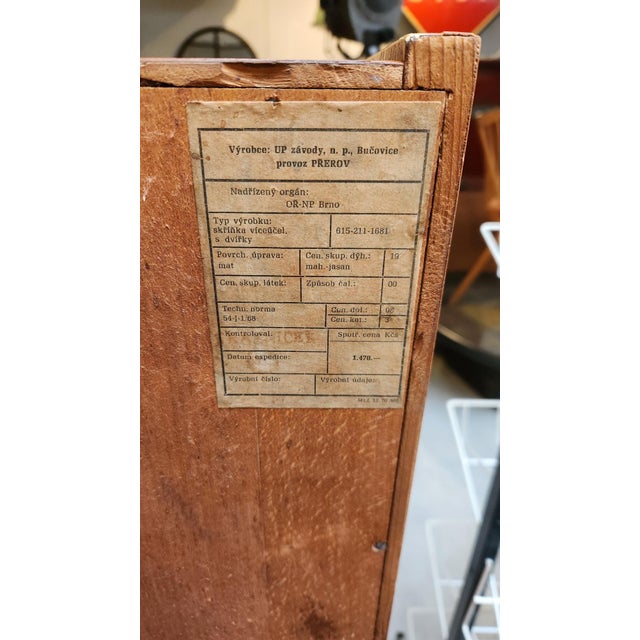 Výrobce: UP závody, n. p., Bučovice
provoz PŘEROV
Nadřízený orgán:
OŘ-NP Brno
Typ výrobku:
skříňka víceúčel.
s dvířky
615-211-1681
Povrch. úprava:
mat
Cen. skup. dýh.:
mah.-jasan
19
Cen. skup. látek:
Způsob čal.:
00
Techn. norma
54-J-1/68
Cen. kat.:
Kontroloval:
Spotř. cena Kčs
Datum expedice:
1.470.—
Výrobní číslo:
Výrobní údaje: